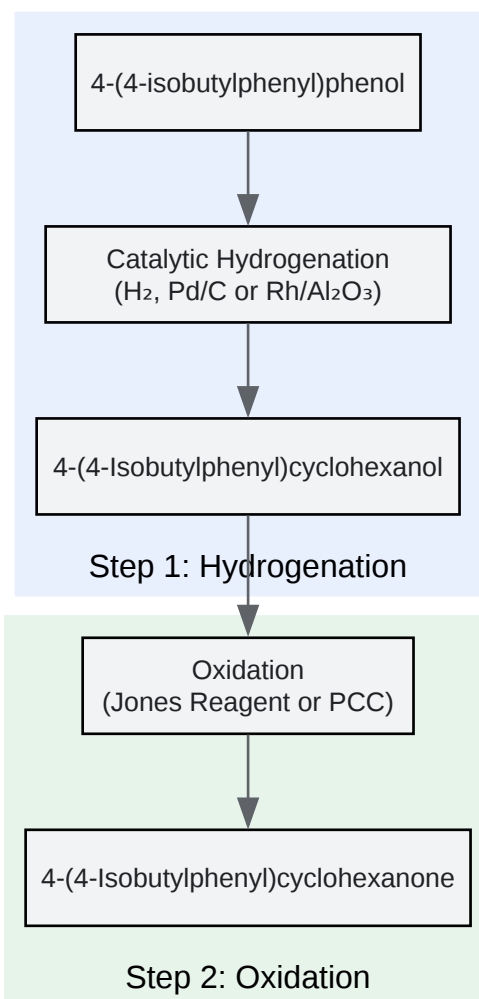 4-(4-isobutylphenyl)phenol
Catalytic Hydrogenation
(H₂, Pd/C or Rh/Al₂O₃)
4-(4-Isobutylphenyl)cyclohexanol
Step 1: Hydrogenation
Oxidation
(Jones Reagent or PCC)
4-(4-Isobutylphenyl)cyclohexanone
Step 2: Oxidation